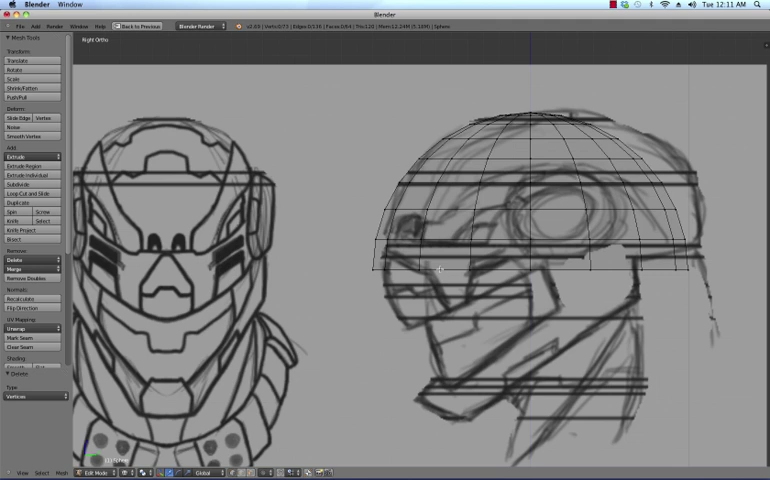 Blender Window
Tue 12:11 AM
Blender
File Add Render Window Help Back to Previous Blender Render
Right Ortho
Mesh Tools
Transform
Translate
Rotate
Scale
Shrink/Fatten
Push/Pull
Deform:
Slide Edge Vertex
Noise
Smooth Vertex
Add
Extrude
Extrude Region
Extrude Individual
Subdivide
Loop Cut and Slide
Duplicate
Spin Screw
Knife Select
Knife Project
Bisect
Remove:
Delete
Merge
Remove Doubles
Normals:
Recalculate
Flip Direction
UV Mapping:
Unwrap
Mark Seam
Clear Seam
Shading
Delete
Type
Vertices
(1) Sphere
View Select Mesh Edit Mode Global